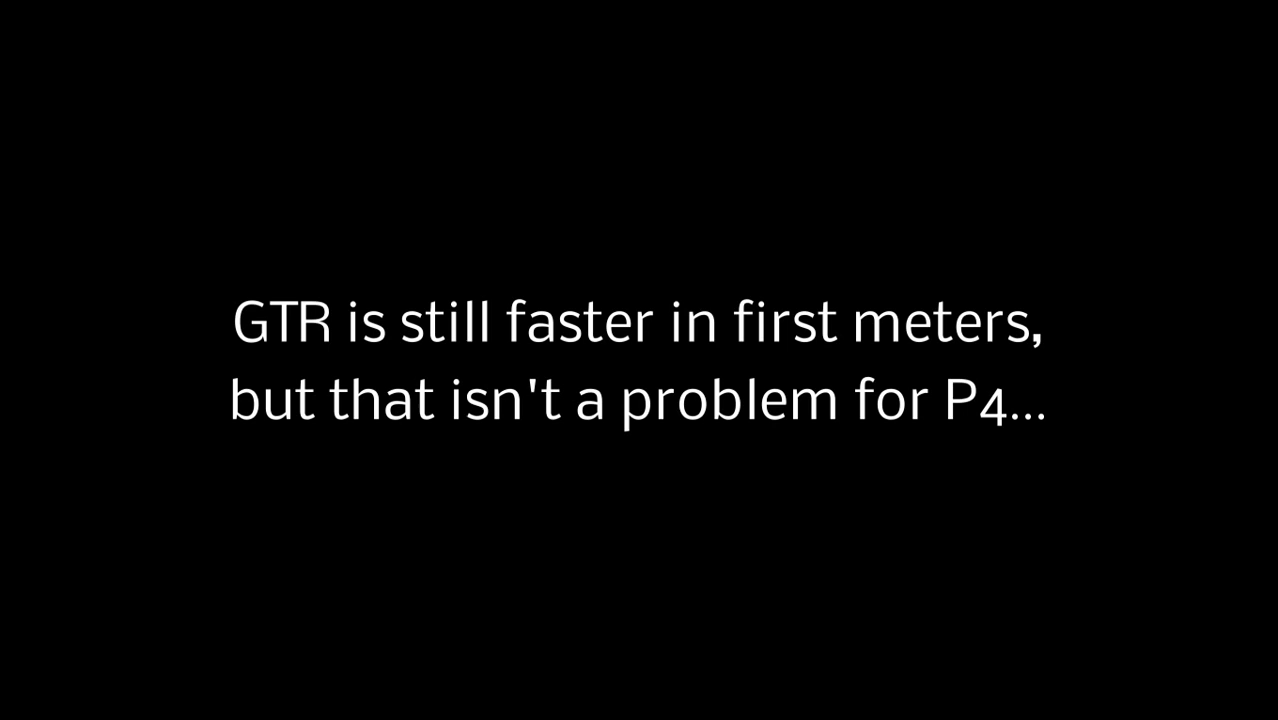 GTR is still faster in first meters,
but that isn't a problem for P4...